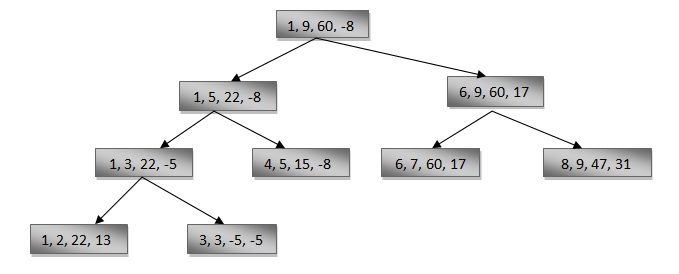 1, 9, 60, -8
1, 5, 22, -8
6, 9, 60, 17
1, 3, 22, -5
4, 5, 15, -8
6, 7, 60, 17
8, 9, 47, 31
1, 2, 22, 13
3, 3, -5, -5